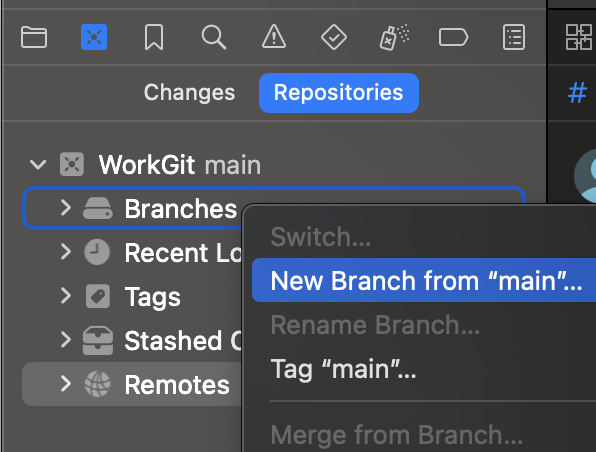 Changes Repositories
#
WorkGit main
Branches
Recent Lo
Tags
Stashed
Remotes
Switch...
New Branch from “main”...
Rename Branch...
Tag “main”...
Merge from Branch...